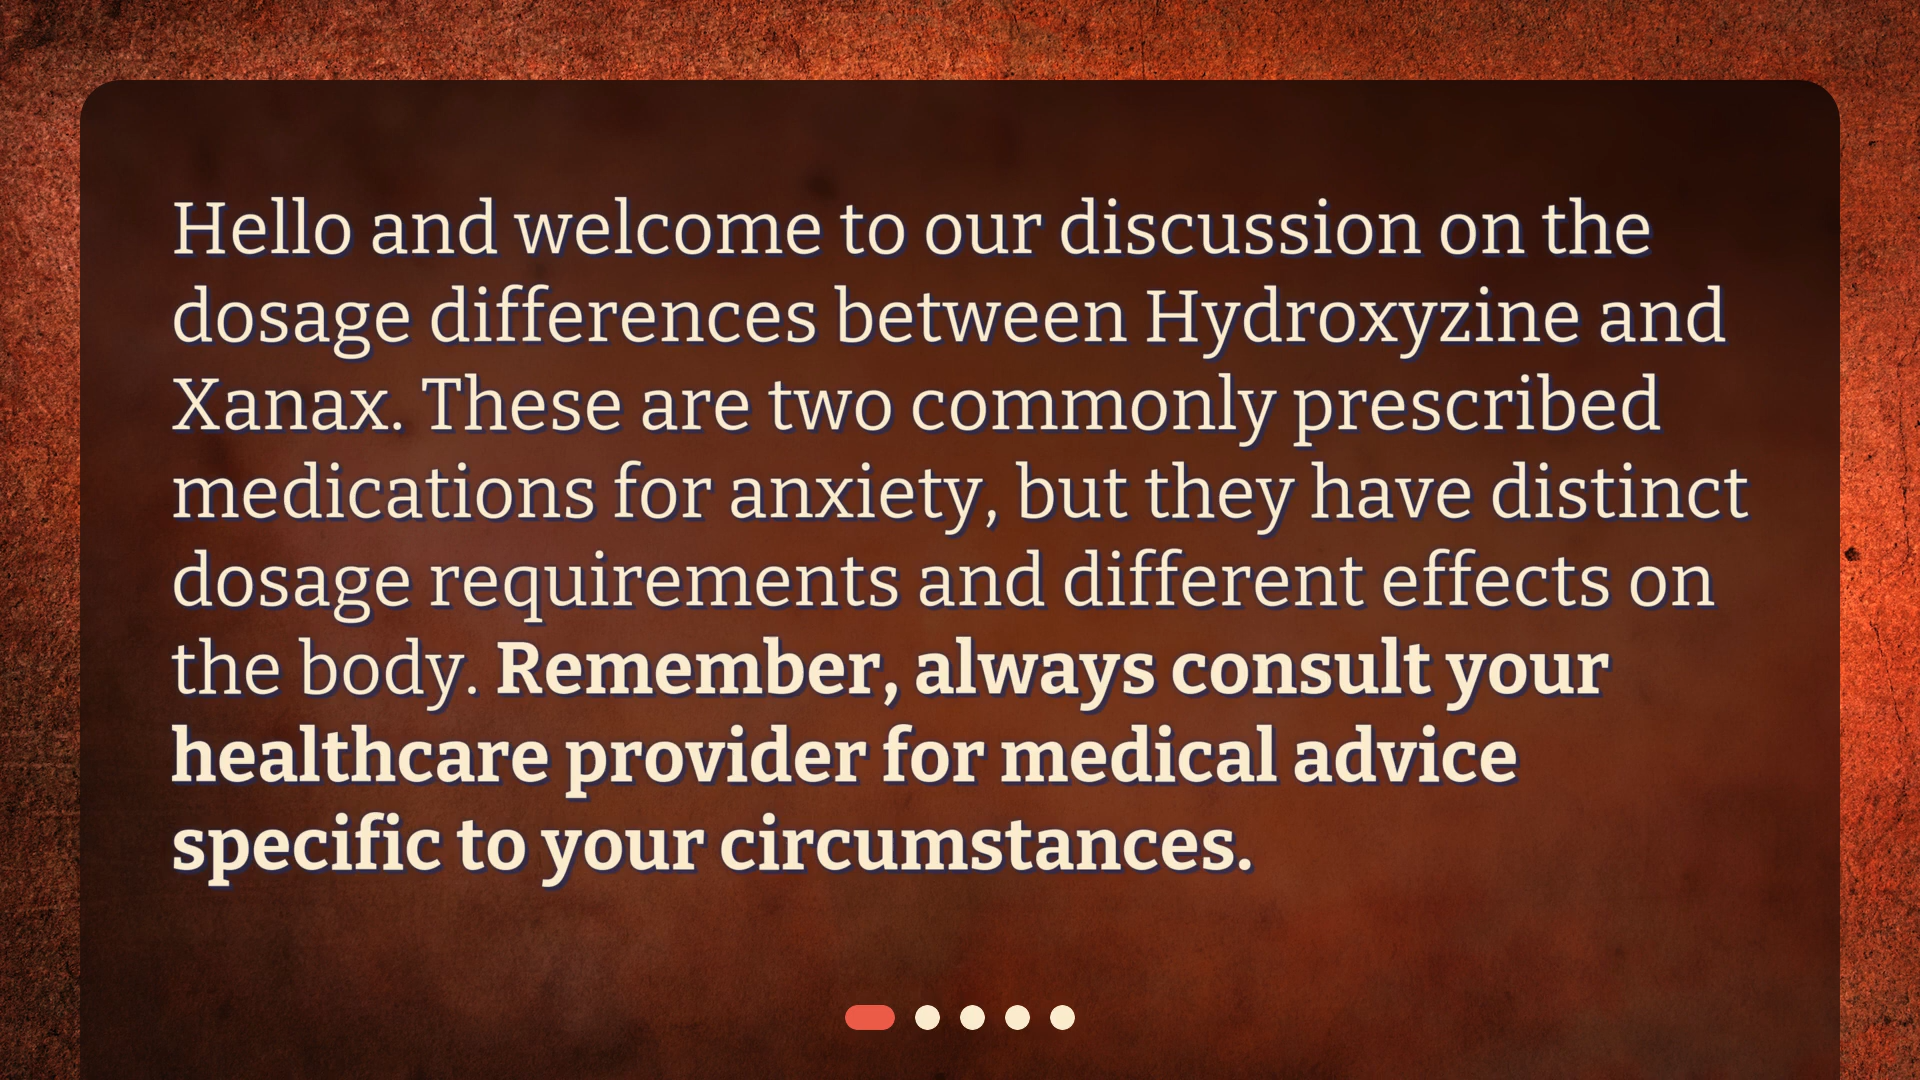 Hello and welcome to our discussion on the
dosage differences between Hydroxyzine and
Xanax. These are two commonly prescribed
medications for anxiety, but they have distinct
dosage requirements and different effects on
the body. Remember, always consult your
healthcare provider for medical advice
specific to your circumstances.